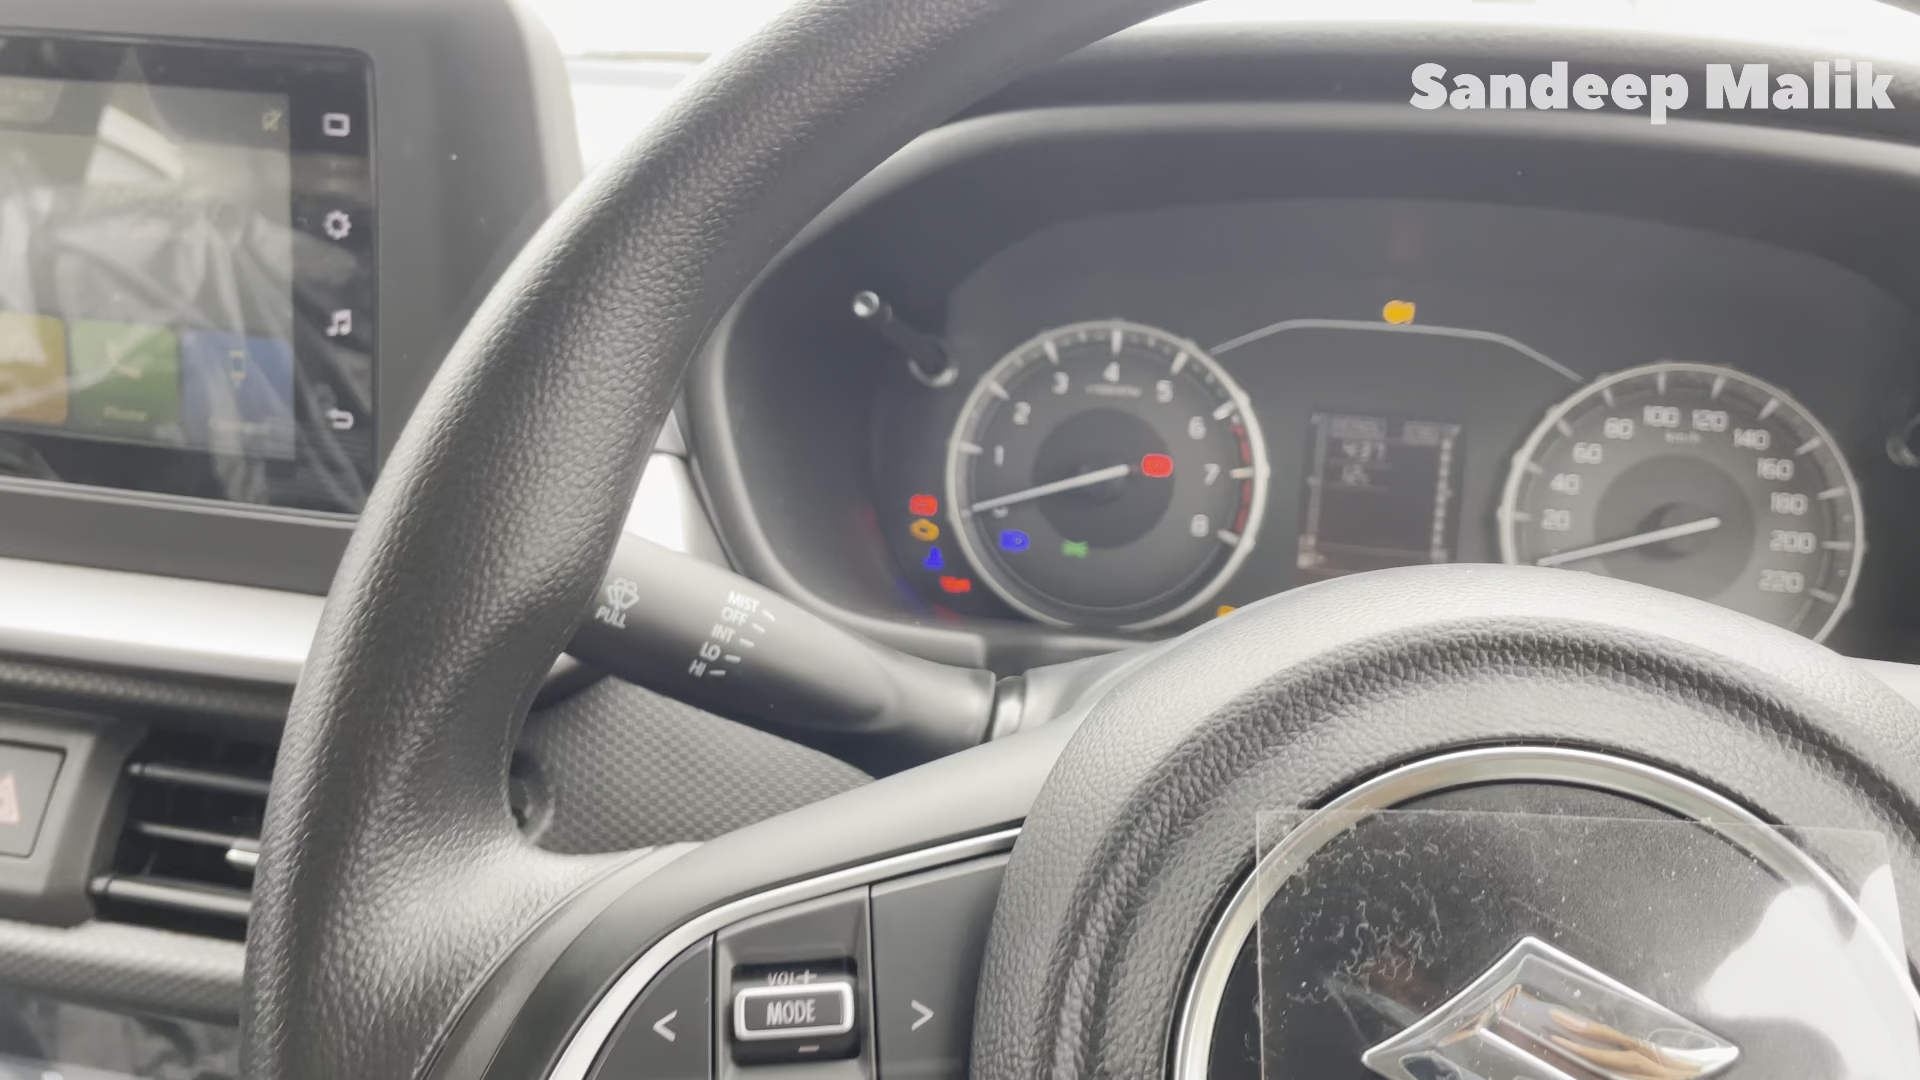 Sandeep Malik
1 2 3 4 5 6 7 8
20 40 60 80 100 120 140 160 180 200 220
km/h
MIST
OFF
INT
LO
HI
PULL
VOL+
MODE
−
<
>